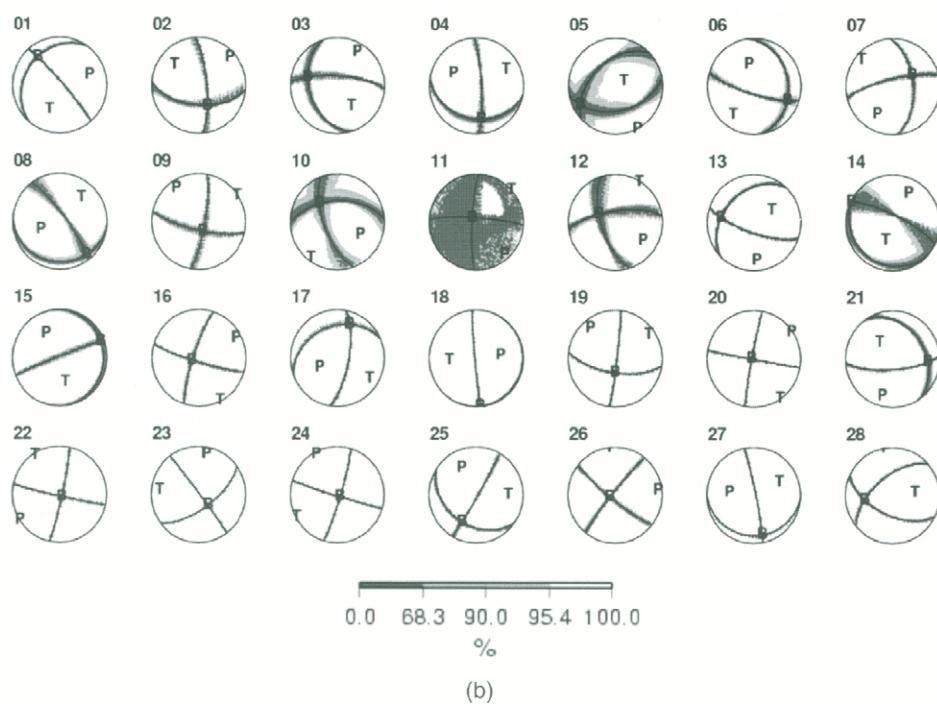 01 02 03 04 05 06 07
B P T
T P B
P B T
P T B
B T P
P B T
T B P
08 09 10 11 12 13 14
T P B
P T B
B P T
B T P
T B P
B T P
B P T
15 16 17 18 19 20 21
P B T
P B T
B P T
T P B
P T B
P B T
T B P
22 23 24 25 26 27 28
T B P
P T B
P B T
P T B
B P
P T B
B T P
0.0 68.3 90.0 95.4 100.0
%
(b)